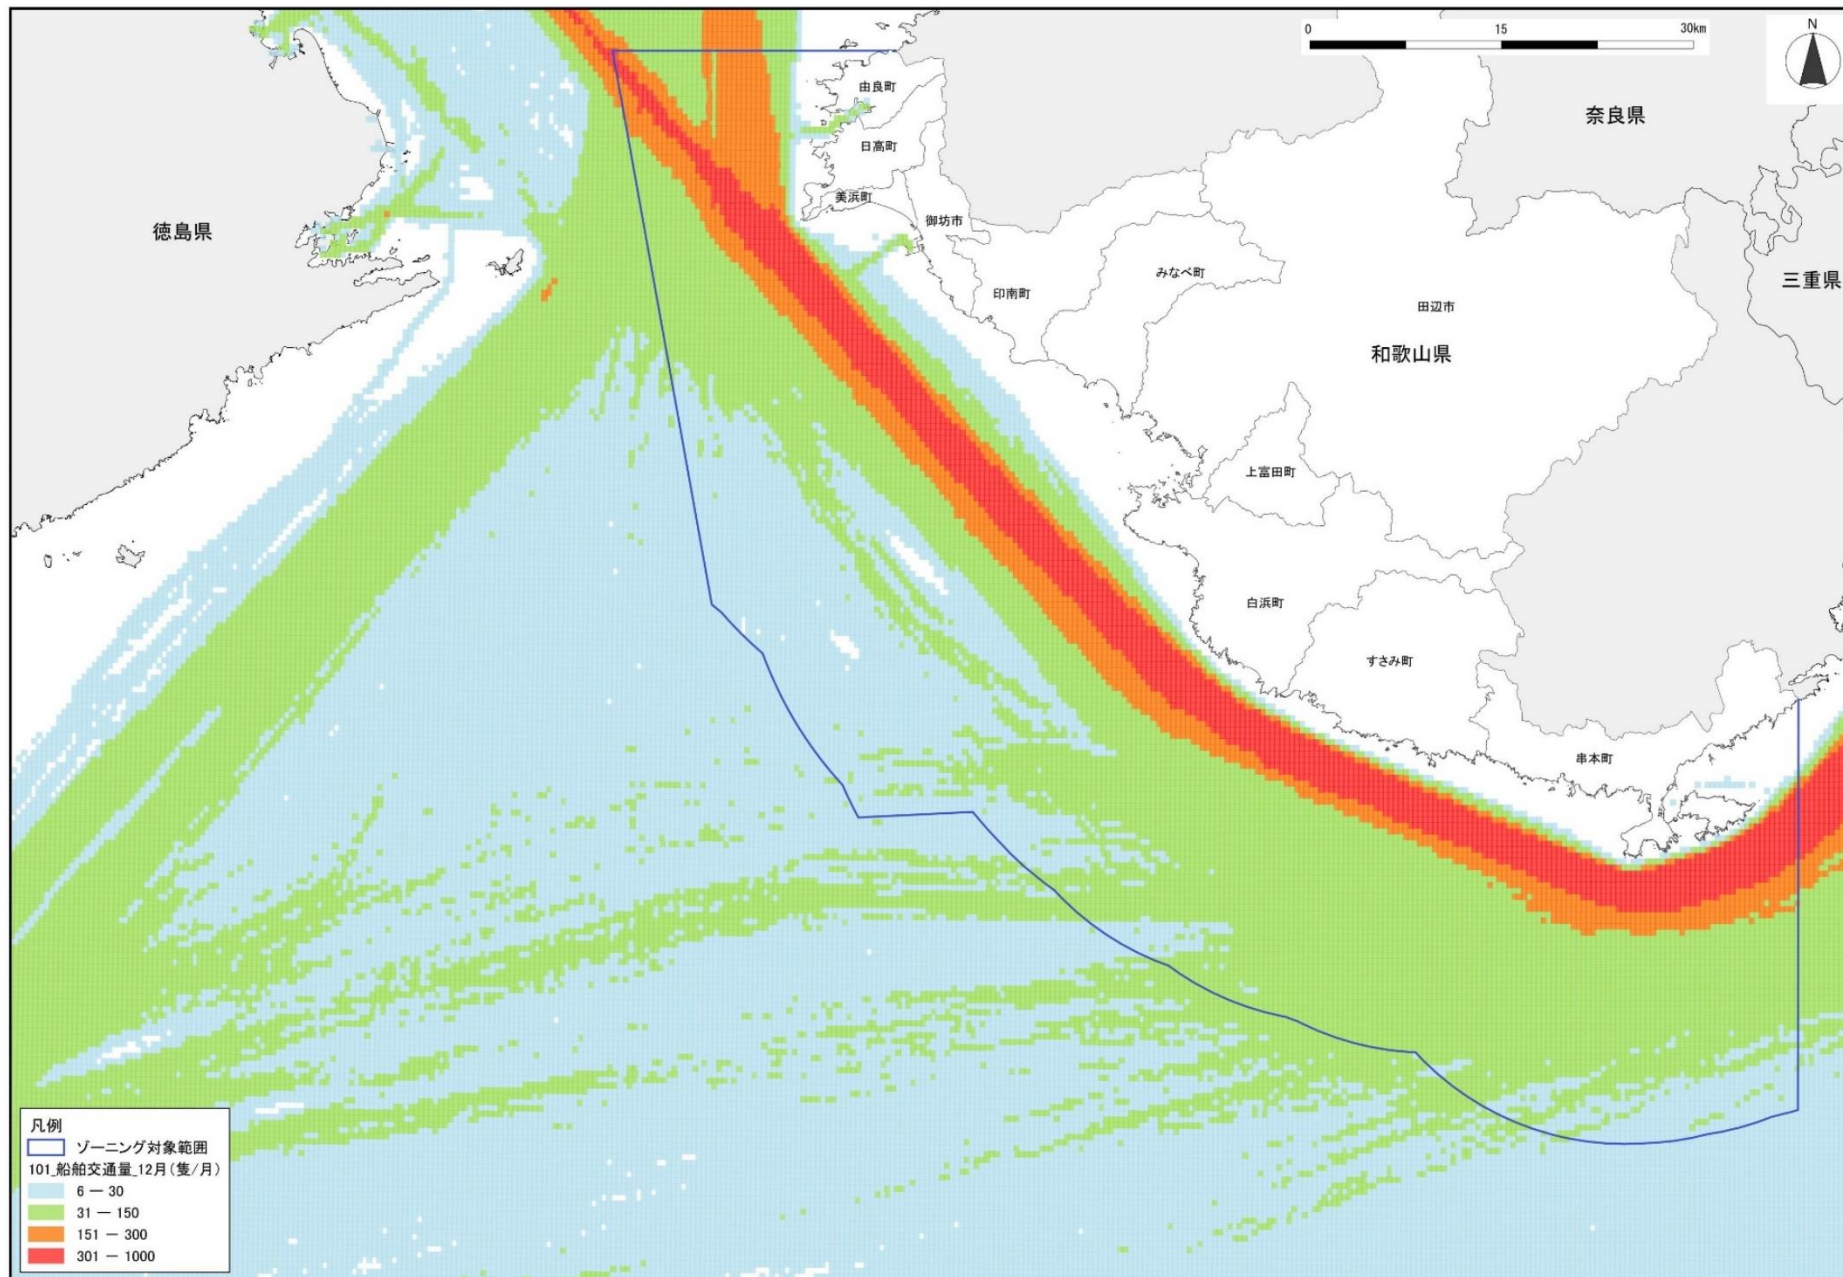 0 15 30km
N
由良町
奈良県
日高町
美浜町
御坊市
徳島県
みなべ町
三重県
印南町
田辺市
和歌山県
上富田町
白浜町
すさみ町
串本町
凡例
ゾーニング対象範囲
101_船舶交通量_12月(隻/月)
6 － 30
31 － 150
151 － 300
301 － 1000